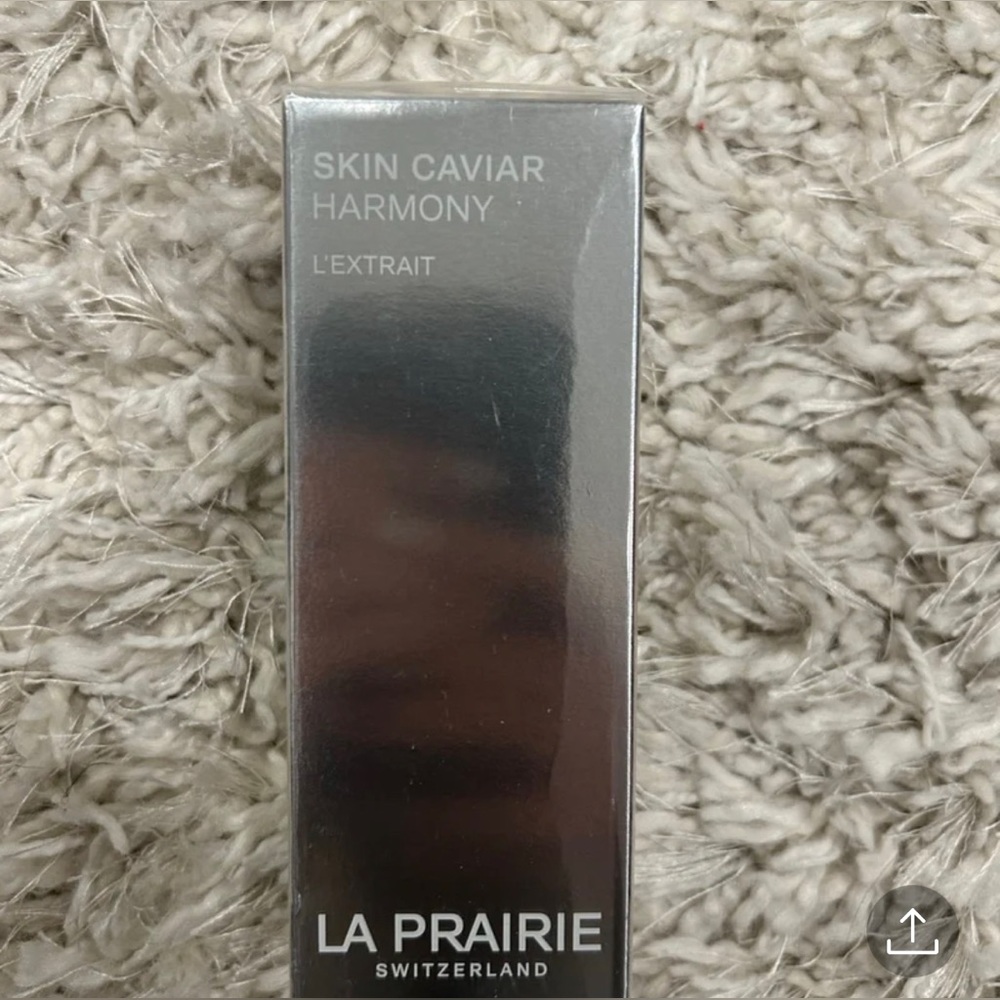 SKIN CAVIAR
HARMONY
L'EXTRAIT
LA PRAIRIE
SWITZERLAND